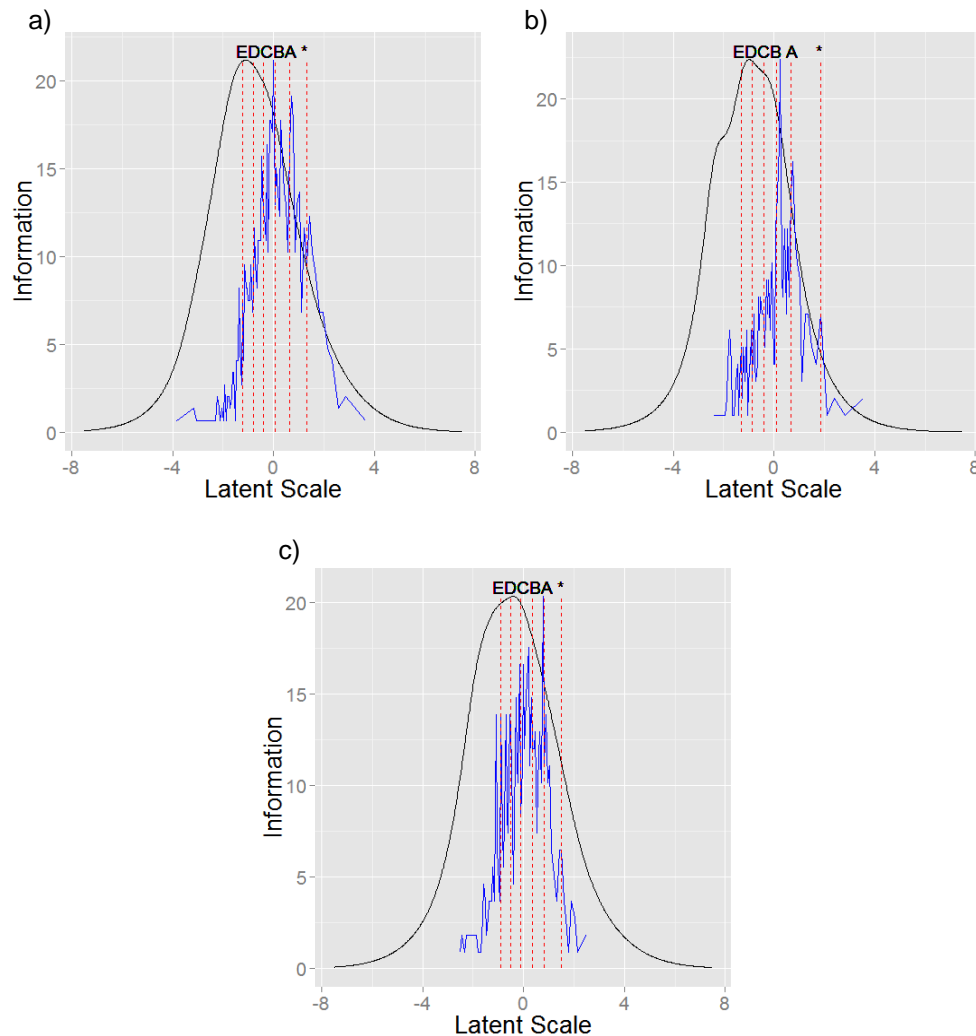 a)
EDCBA *
20
15
10
5
0
Information
-8 -4 0 4 8
Latent Scale
b)
EDCB A *
20
15
10
5
0
Information
-8 -4 0 4 8
Latent Scale
c)
EDCBA *
20
15
10
5
0
Information
-8 -4 0 4 8
Latent Scale